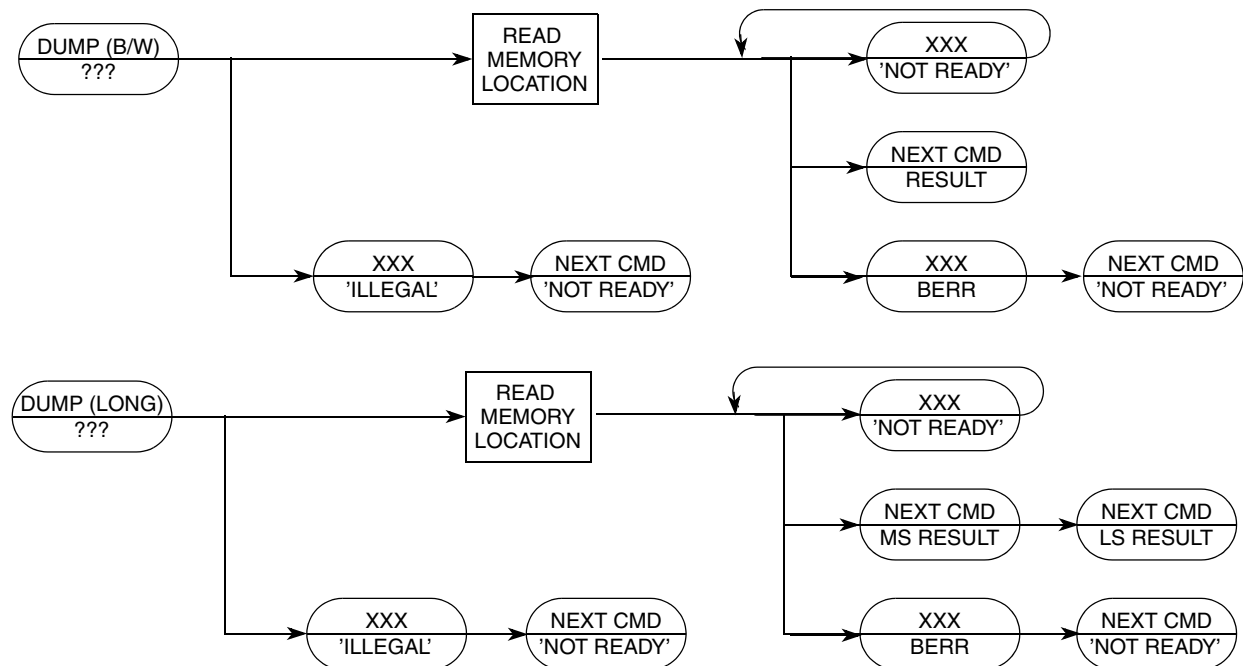 DUMP (B/W)
???
READ
MEMORY
LOCATION
XXX
'NOT READY'
NEXT CMD
RESULT
XXX
'ILLEGAL'
NEXT CMD
'NOT READY'
XXX
BERR
NEXT CMD
'NOT READY'
DUMP (LONG)
???
READ
MEMORY
LOCATION
XXX
'NOT READY'
NEXT CMD
MS RESULT
NEXT CMD
LS RESULT
XXX
'ILLEGAL'
NEXT CMD
'NOT READY'
XXX
BERR
NEXT CMD
'NOT READY'